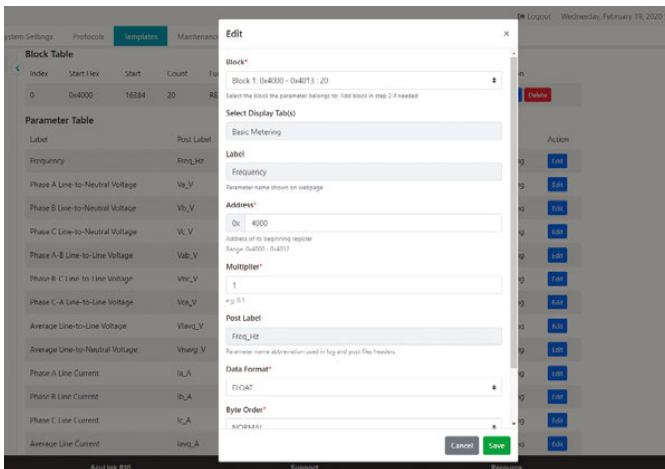 Logout Wednesday, February 19, 2020
ystem Settings Protocols Templates Maintenanc
Edit ×
Block Table
Index Start Hex Start Count
0 0x4000 16384 20 RE
Delete
Parameter Table
Label Post Label Action
Frequency Freq_Hz Edit
Phase A Line-to-Neutral Voltage Va_V Edit
Phase B Line-to-Neutral Voltage Vb_V Edit
Phase C Line-to-Neutral Voltage Vc_V Edit
Phase A-B Line-to-Line Voltage Vab_V Edit
Phase B-C Line-to-Line Voltage Vbc_V Edit
Phase C-A Line-to-Line Voltage Vca_V Edit
Average Line-to-Line Voltage Vlavg_V Edit
Average Line-to-Neutral Voltage Vnavg_V Edit
Phase A Line Current Ia_A Edit
Phase B Line Current Ib_A Edit
Phase C Line Current Ic_A Edit
Average Line Current Iavg_A Edit
Block*
Block 1: 0x4000 - 0x4013 : 20
Select the block the parameter belongs to: Add block in step 2 if needed
Select Display Tab(s)
Basic Metering
Label
Frequency
Parameter name shown on webpage
Address*
0x 4000
Address of its beginning register
Range: 0x4000 - 0x4012
Multiplier*
1
e.g. 0.1
Post Label
Freq_Hz
Parameter name abbreviation used in log and post files headers
Data Format*
FLOAT
Byte Order*
NORMAL
Cancel Save
AcuLink 810 Support Resource